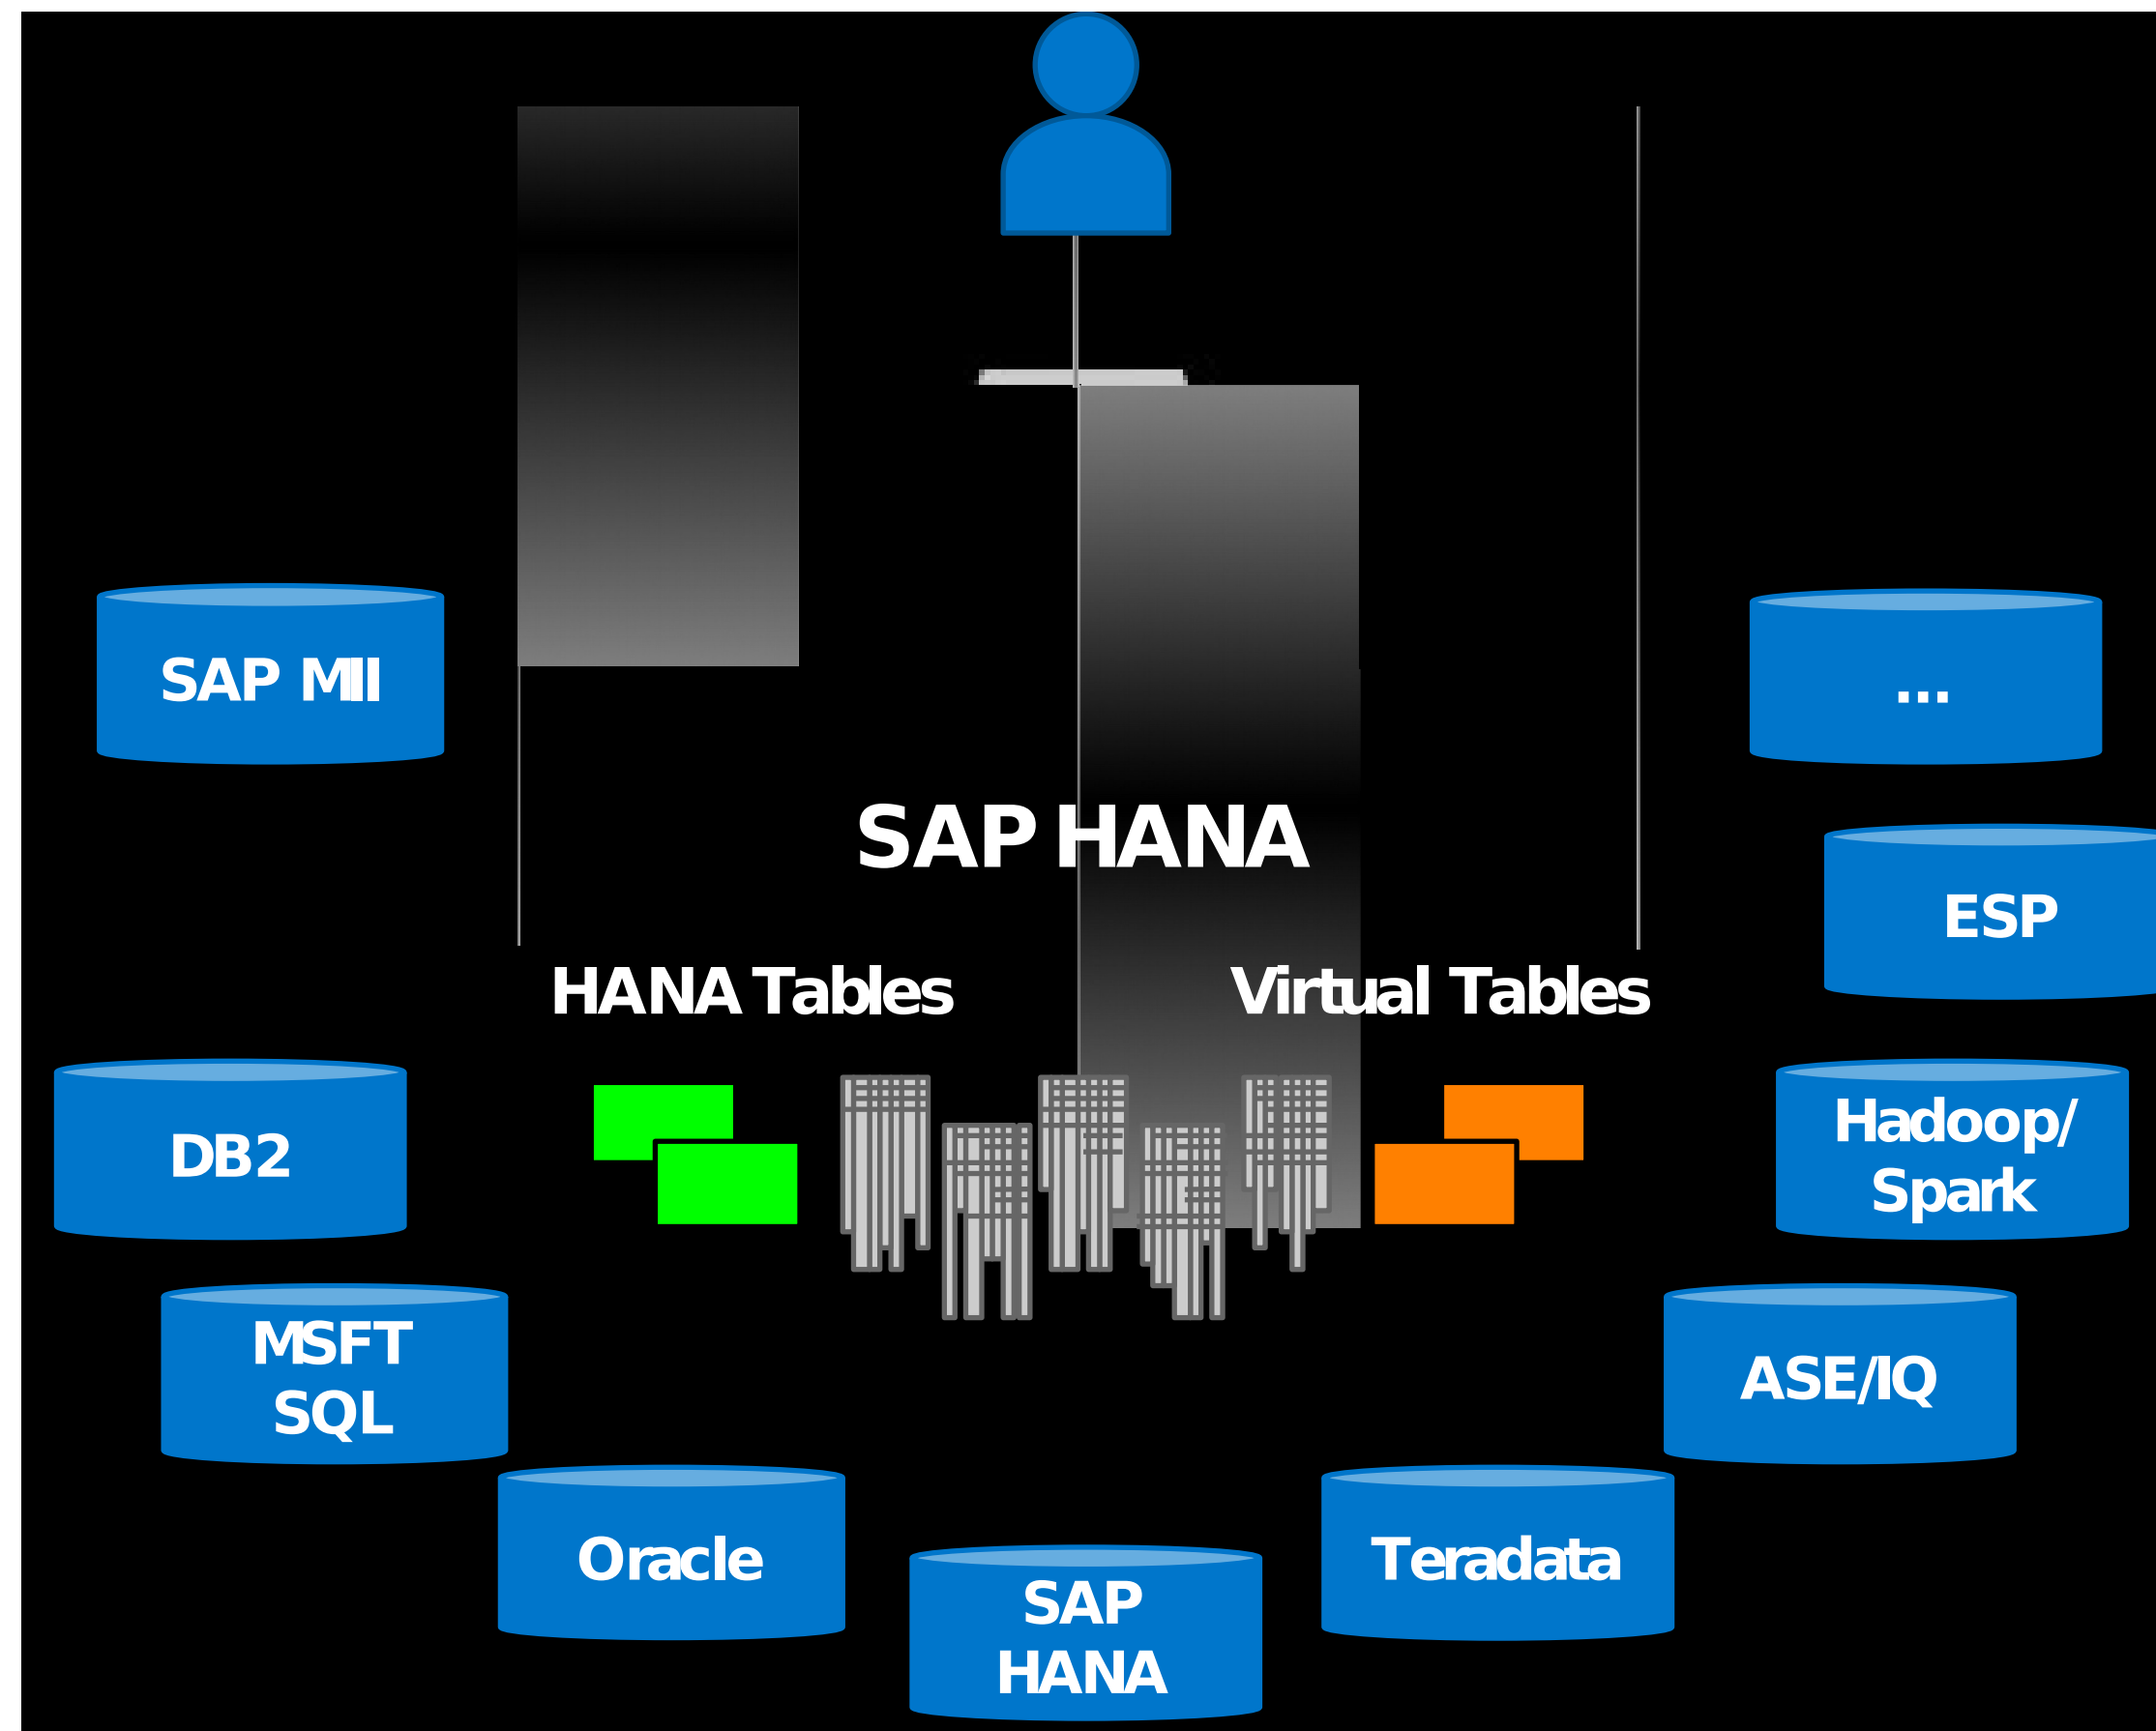 SAP MII
...
SAP HANA
ESP
HANA Tables
Virtual Tables
DB2
Hadoop/
Spark
MSFT
SQL
ASE/IQ
Oracle
Teradata
SAP
HANA